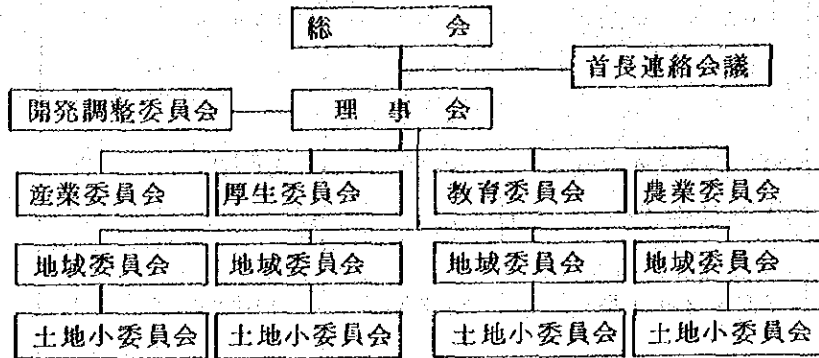 総会
首長連絡会議
開発調整委員会 理事会
産業委員会 厚生委員会 教育委員会 農業委員会
地域委員会 地域委員会 地域委員会 地域委員会
土地小委員会 土地小委員会 土地小委員会 土地小委員会